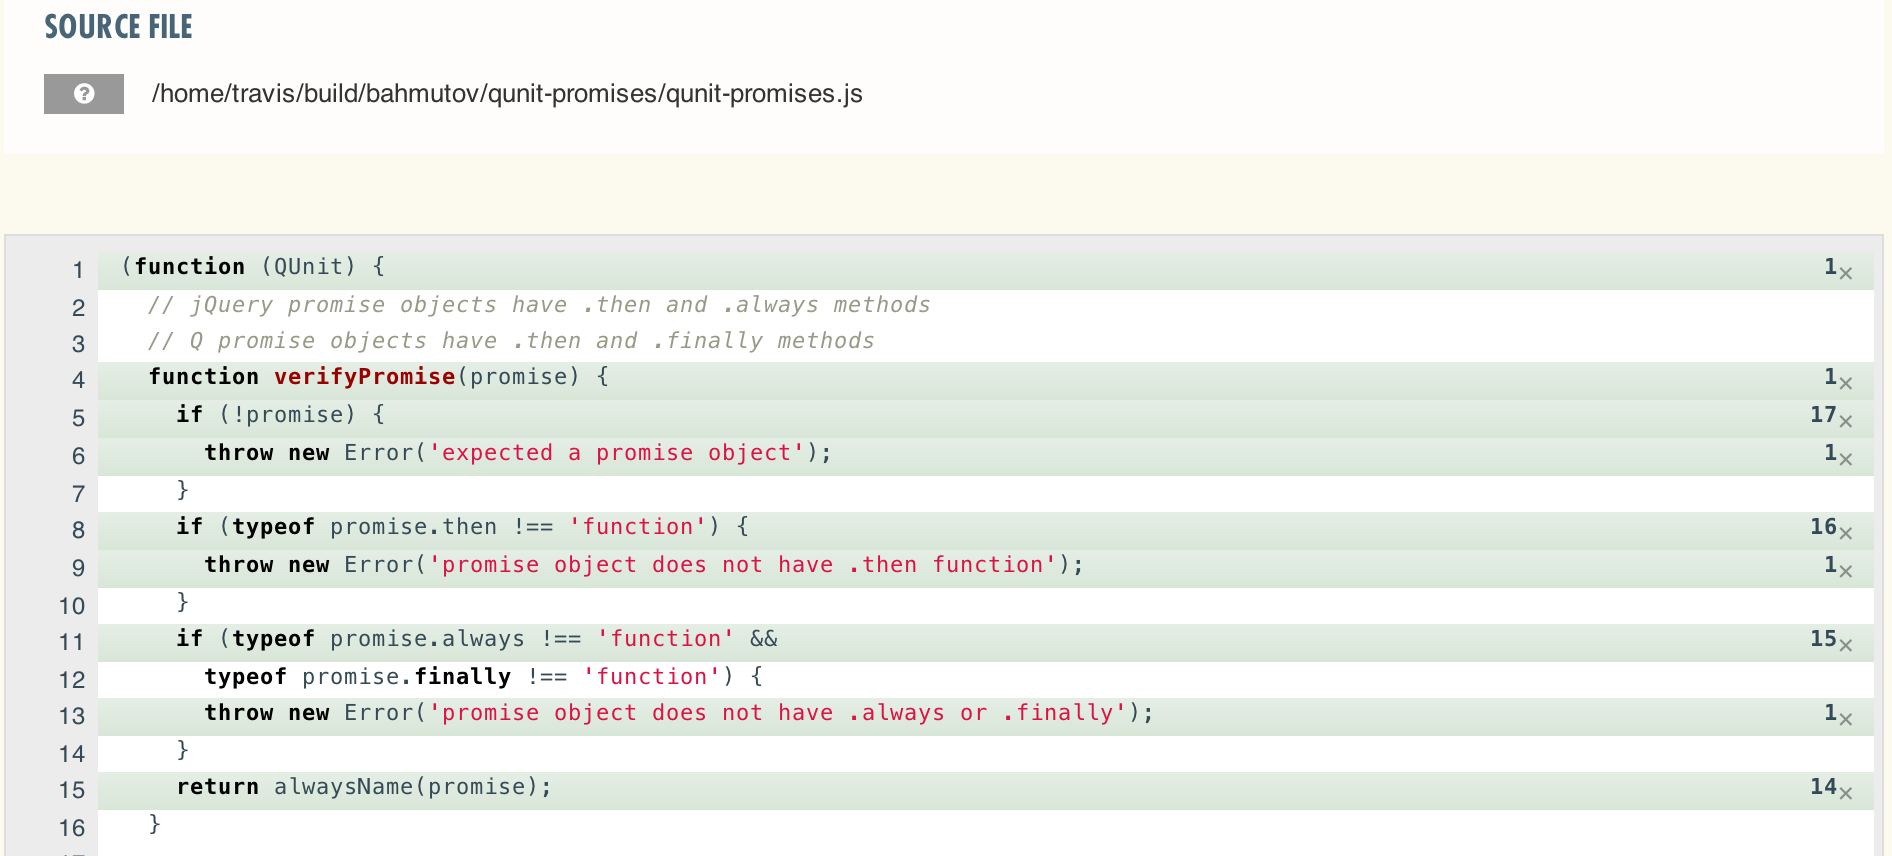 SOURCE FILE
/home/travis/build/bahmutov/qunit-promises/qunit-promises.js
1 (function (QUnit) { 1×
2 // jQuery promise objects have .then and .always methods
3 // Q promise objects have .then and .finally methods
4 function verifyPromise(promise) { 1×
5 if (!promise) { 17×
6 throw new Error('expected a promise object'); 1×
7 }
8 if (typeof promise.then !== 'function') { 16×
9 throw new Error('promise object does not have .then function'); 1×
10 }
11 if (typeof promise.always !== 'function' && 15×
12 typeof promise.finally !== 'function') {
13 throw new Error('promise object does not have .always or .finally'); 1×
14 }
15 return alwaysName(promise); 14×
16 }